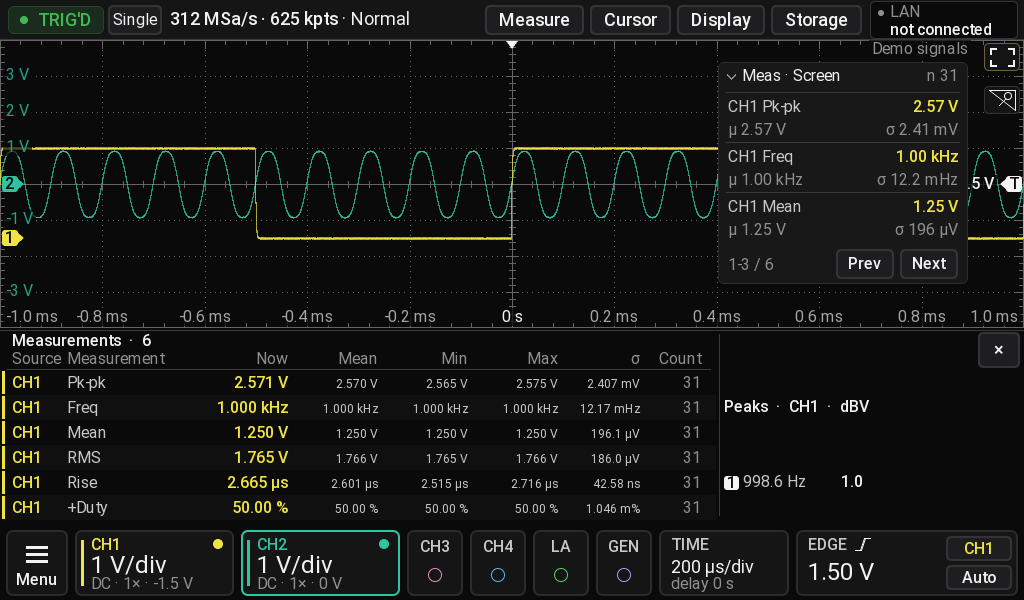 TRIG'D Single 312 MSa/s · 625 kpts · Normal Measure Cursor Display Storage LAN
not connected
Demo signals
3 V
2 V
1 V
-1 V
-3 V
2
1
Meas · Screen n 31
CH1 Pk-pk 2.57 V
μ 2.57 V σ 2.41 mV
CH1 Freq 1.00 kHz
μ 1.00 kHz σ 12.2 mHz
CH1 Mean 1.25 V
μ 1.25 V σ 196 μV
1-3 / 6 Prev Next
.5 V T
-1.0 ms -0.8 ms -0.6 ms -0.4 ms -0.2 ms 0 s 0.2 ms 0.4 ms 0.6 ms 0.8 ms 1.0 ms
Measurements · 6
Source Measurement Now Mean Min Max σ Count
CH1 Pk-pk 2.571 V 2.570 V 2.565 V 2.575 V 2.407 mV 31
CH1 Freq 1.000 kHz 1.000 kHz 1.000 kHz 1.000 kHz 12.17 mHz 31
CH1 Mean 1.250 V 1.250 V 1.250 V 1.250 V 196.1 μV 31
CH1 RMS 1.765 V 1.766 V 1.765 V 1.766 V 186.0 μV 31
CH1 Rise 2.665 μs 2.601 μs 2.515 μs 2.716 μs 42.58 ns 31
CH1 +Duty 50.00 % 50.00 % 50.00 % 50.00 % 1.046 m% 31
×
Peaks · CH1 · dBV
1 998.6 Hz 1.0
Menu
CH1
1 V/div
DC · 1× · -1.5 V
CH2
1 V/div
DC · 1× · 0 V
CH3
CH4
LA
GEN
TIME
200 μs/div
delay 0 s
EDGE CH1
1.50 V Auto